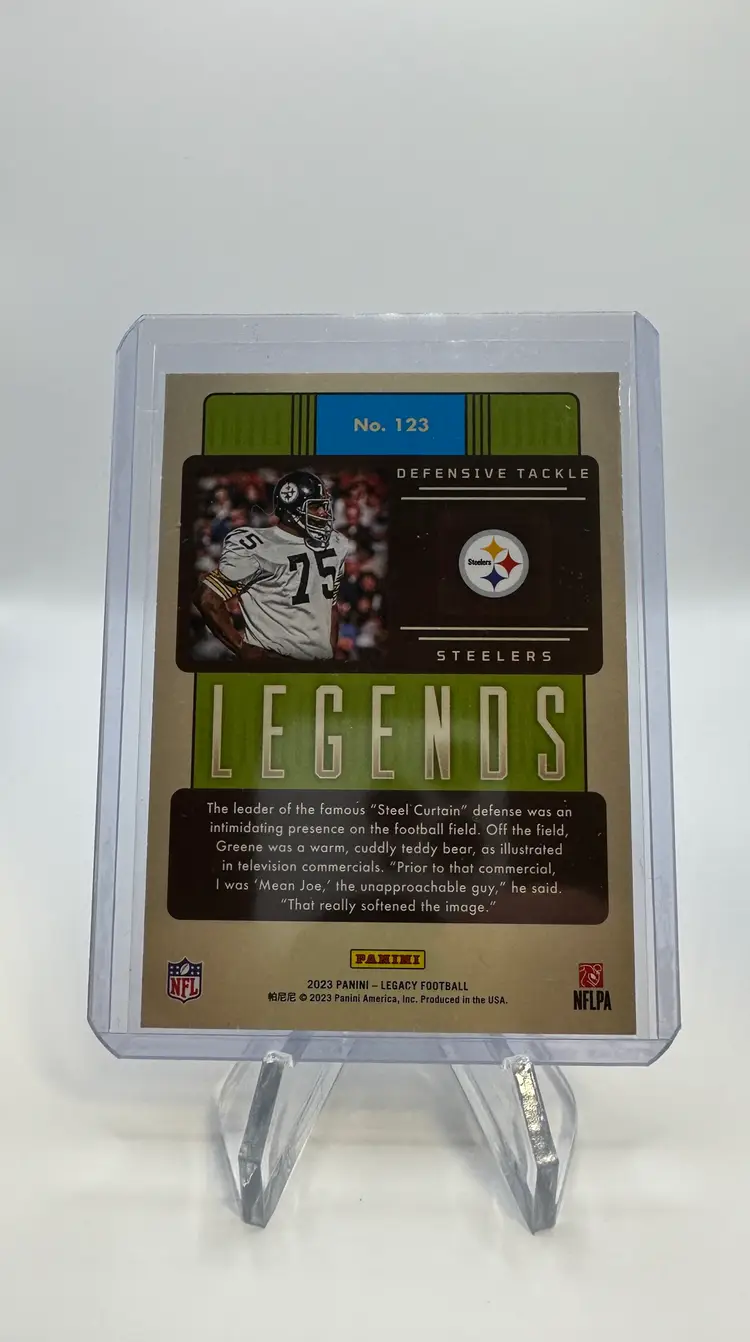 No. 123
DEFENSIVE TACKLE
75
75
Steelers
STEELERS
LEGENDS
The leader of the famous “Steel Curtain” defense was an
intimidating presence on the football field. Off the field,
Greene was a warm, cuddly teddy bear, as illustrated
in television commercials. “Prior to that commercial,
I was ‘Mean Joe,’ the unapproachable guy,” he said.
“That really softened the image.”
PANINI
NFL
2023 PANINI – LEGACY FOOTBALL
帕尼尼 © 2023 Panini America, Inc. Produced in the USA.
NFLPA